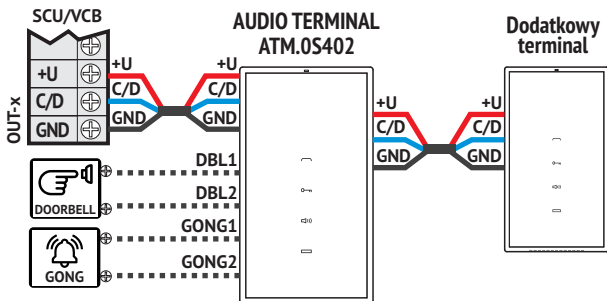 SCU/VCB
AUDIO TERMINAL
ATM.0S402
Dodatkowy
terminal
OUT-x
+U
C/D
GND
+U
C/D
GND
+U
C/D
GND
+U
C/D
GND
+U
C/D
GND
DOORBELL
DBL1
DBL2
GONG
GONG1
GONG2